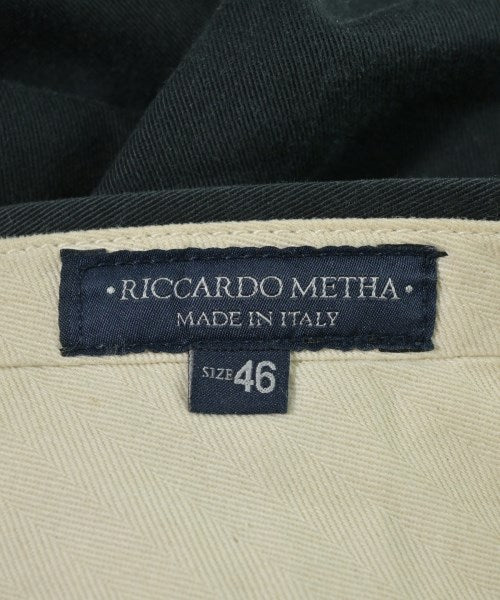 • RICCARDO METHA •
MADE IN ITALY
SIZE 46